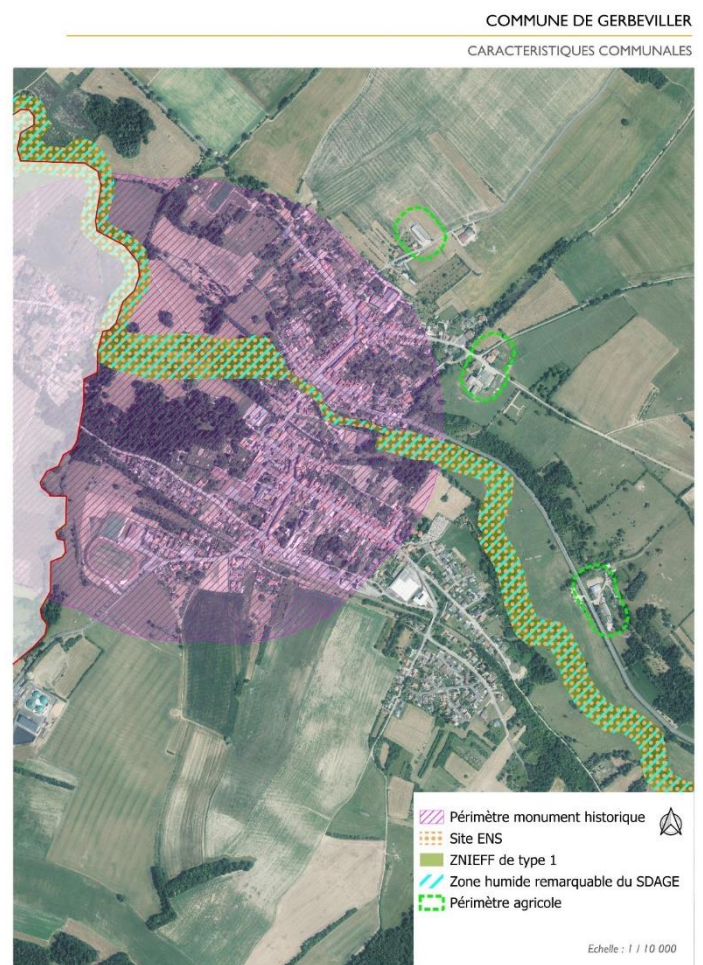 COMMUNE DE GERBEVILLER
CARACTERISTIQUES COMMUNALES
Périmètre monument historique
Site ENS
ZNIEFF de type 1
Zone humide remarquable du SDAGE
Périmètre agricole
Echelle : 1 / 10 000